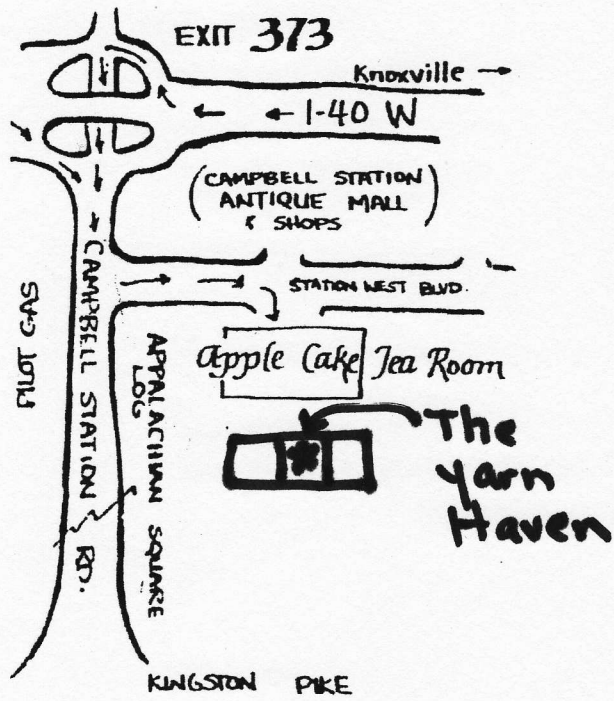 EXIT 373
Knoxville →
← I-40 W
(CAMPBELL STATION
ANTIQUE MALL
& SHOPS)
STATION WEST BLVD.
CAMPBELL STATION RD.
PILOT GAS
APPALACHIAN SQUARE
LOG
Apple Cake Tea Room
The
Yarn
Haven
KINGSTON PIKE